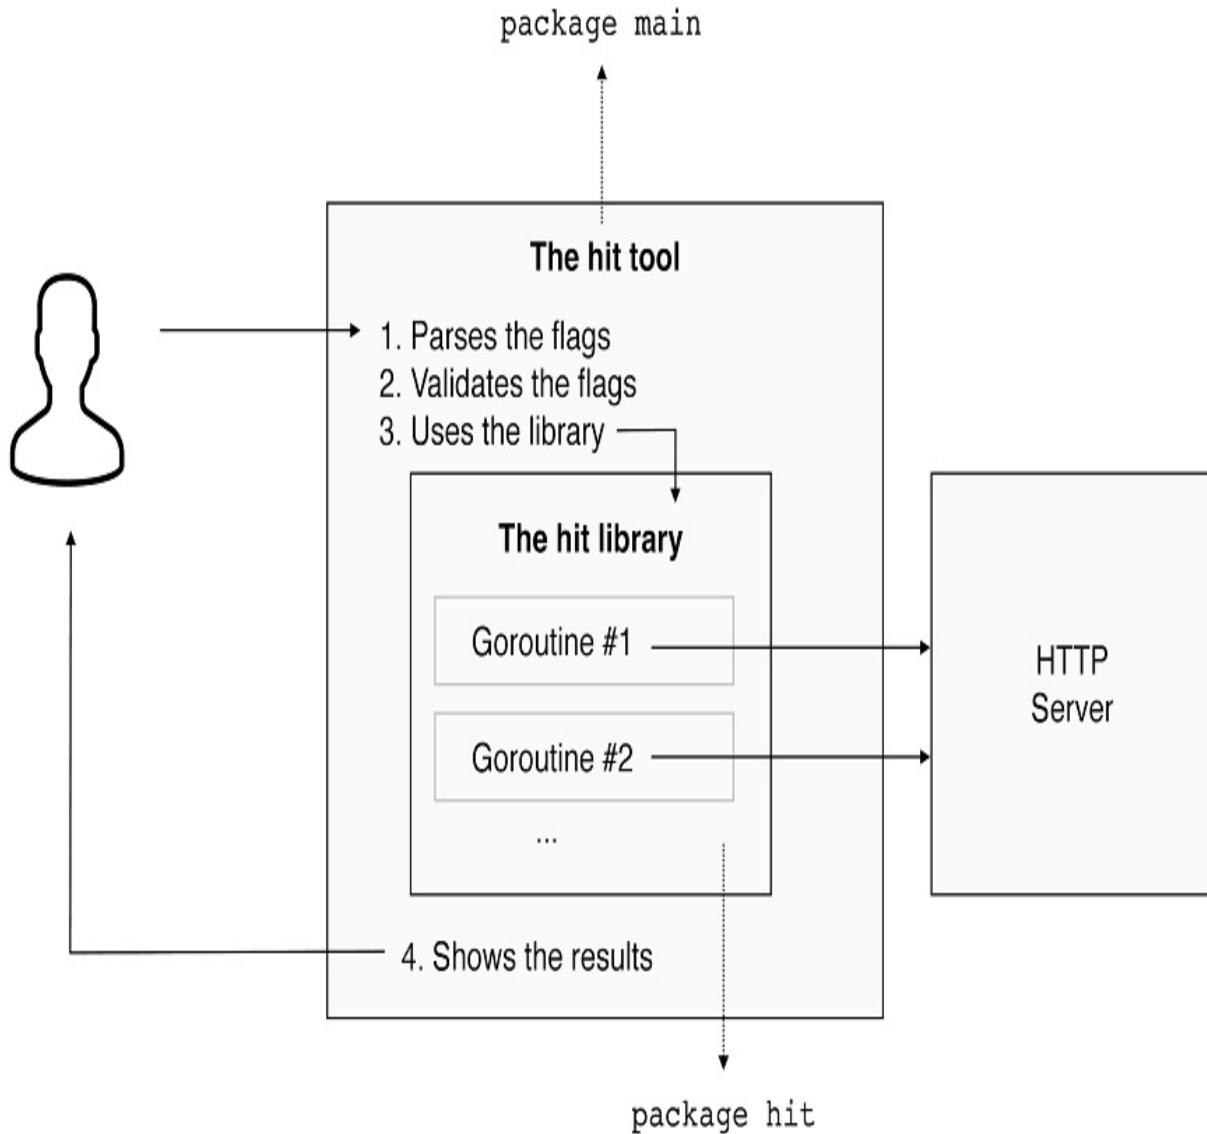 package main
The hit tool
1. Parses the flags
2. Validates the flags
3. Uses the library
The hit library
Goroutine #1
Goroutine #2
...
HTTP
Server
4. Shows the results
package hit